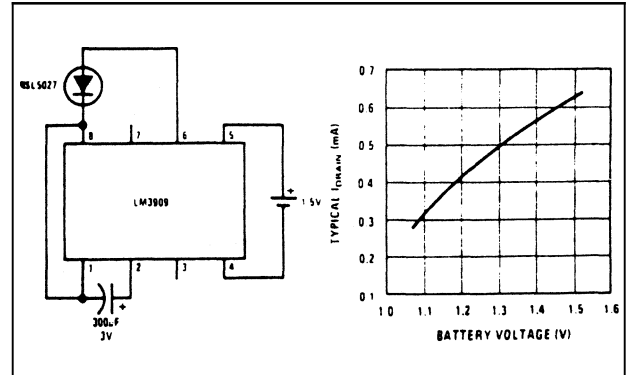 NSL5027
8 7 6 5
LM3909
+
1.5V
1 2 3 4
+
300µF
3V
TYPICAL IDRAIN (mA)
0.7
0.6
0.5
0.4
0.3
0.2
0.1
1.0 1.1 1.2 1.3 1.4 1.5 1.6
BATTERY VOLTAGE (V)